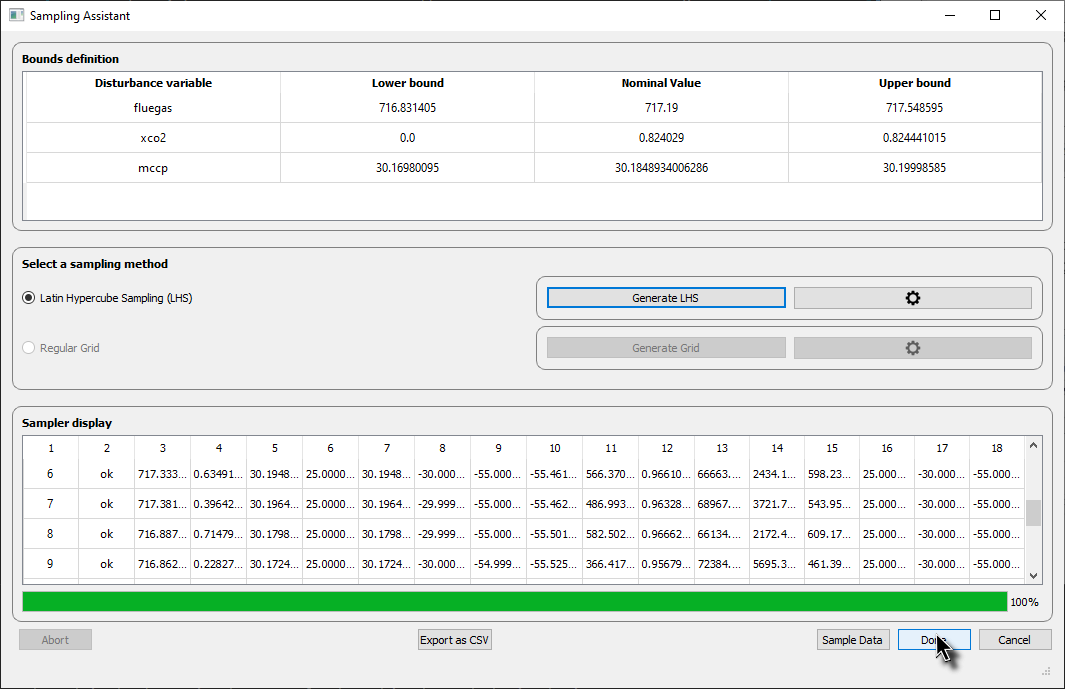 Sampling Assistant
Bounds definition
Disturbance variable Lower bound Nominal Value Upper bound
fluegas 716.831405 717.19 717.548595
xco2 0.0 0.824029 0.824441015
mccp 30.16980095 30.1848934006286 30.19998585
Select a sampling method
Latin Hypercube Sampling (LHS) Generate LHS
Regular Grid Generate Grid
Sampler display
1 2 3 4 5 6 7 8 9 10 11 12 13 14 15 16 17 18
6 ok 717.333... 0.63491... 30.1948... 25.0000... 30.1948... -30.000... -55.000... -55.461... 566.370... 0.96610... 66663.... 2434.1... 598.23... 25.000... -30.000... -55.000...
7 ok 717.381... 0.39642... 30.1964... 25.0000... 30.1964... -29.999... -55.000... -55.462... 486.993... 0.96328... 68967.... 3721.7... 543.95... 25.000... -30.000... -55.000...
8 ok 716.887... 0.71479... 30.1798... 25.0000... 30.1798... -29.999... -55.000... -55.501... 582.502... 0.96662... 66134.... 2172.4... 609.17... 25.000... -30.000... -55.000...
9 ok 716.862... 0.22827... 30.1724... 25.0000... 30.1724... -30.000... -54.999... -55.525... 366.417... 0.95679... 72384.... 5695.3... 461.39... 25.000... -30.000... -55.000...
100%
Abort Export as CSV Sample Data Done Cancel